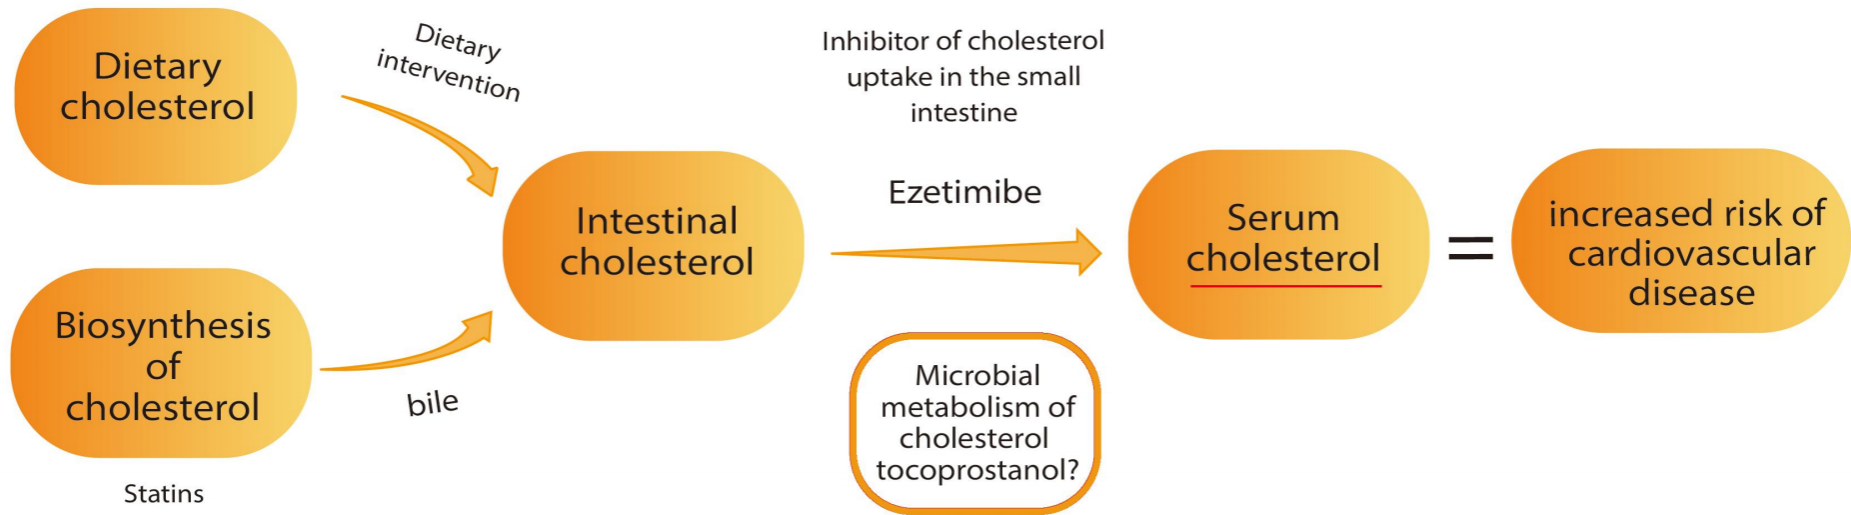 Dietary
cholesterol
Dietary
intervention
Biosynthesis
of
cholesterol
Statins
bile
Intestinal
cholesterol
Inhibitor of cholesterol
uptake in the small
intestine
Ezetimibe
Microbial
metabolism of
cholesterol
tocoprostanol?
Serum
cholesterol
=
increased risk of
cardiovascular
disease